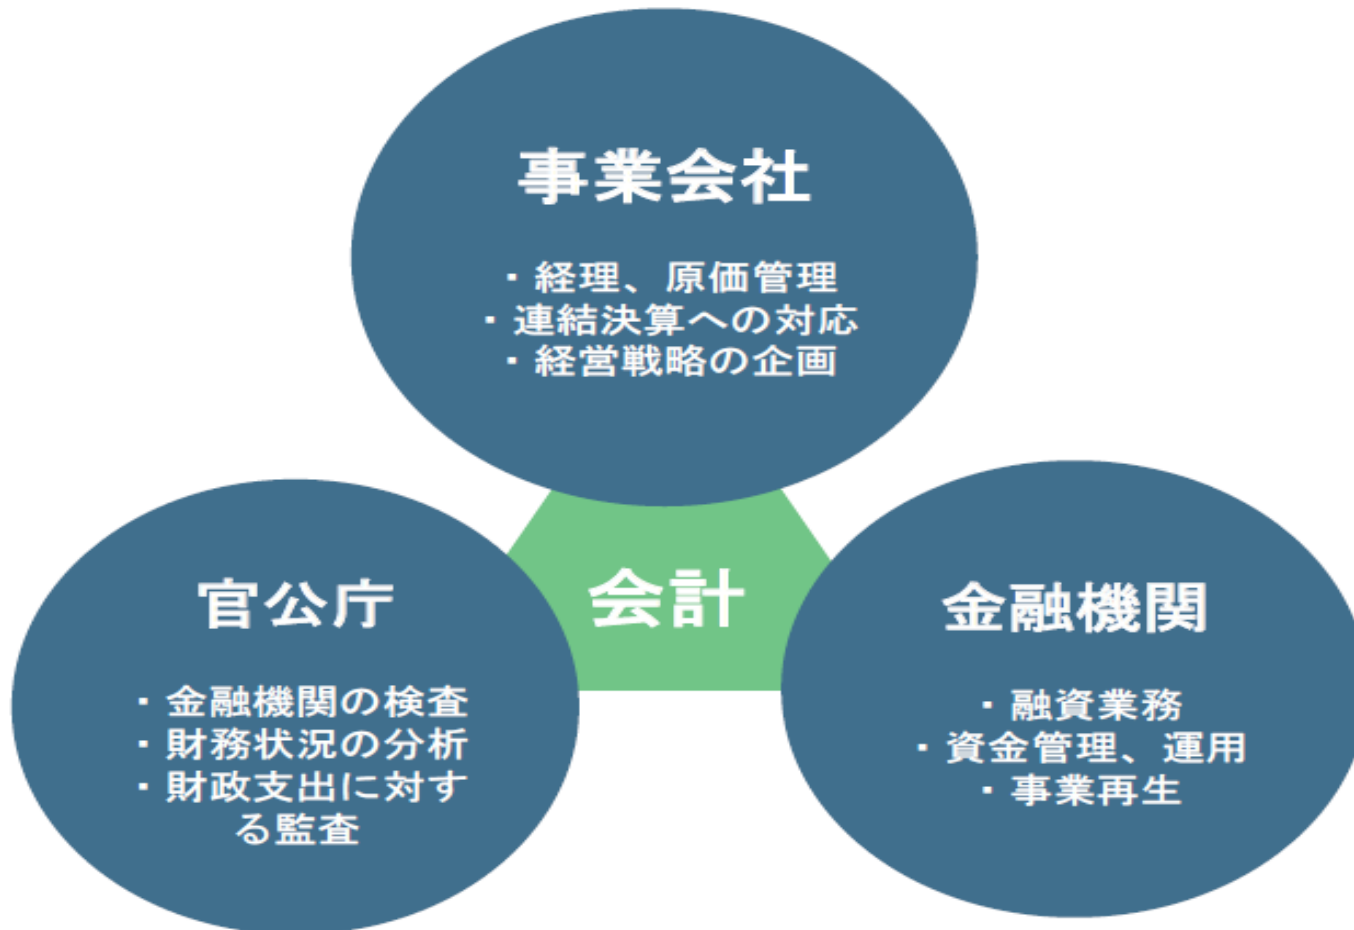 事業会社
・経理、原価管理
・連結決算への対応
・経営戦略の企画
会計
官公庁
・金融機関の検査
・財務状況の分析
・財政支出に対す
る監査
金融機関
・融資業務
・資金管理、運用
・事業再生